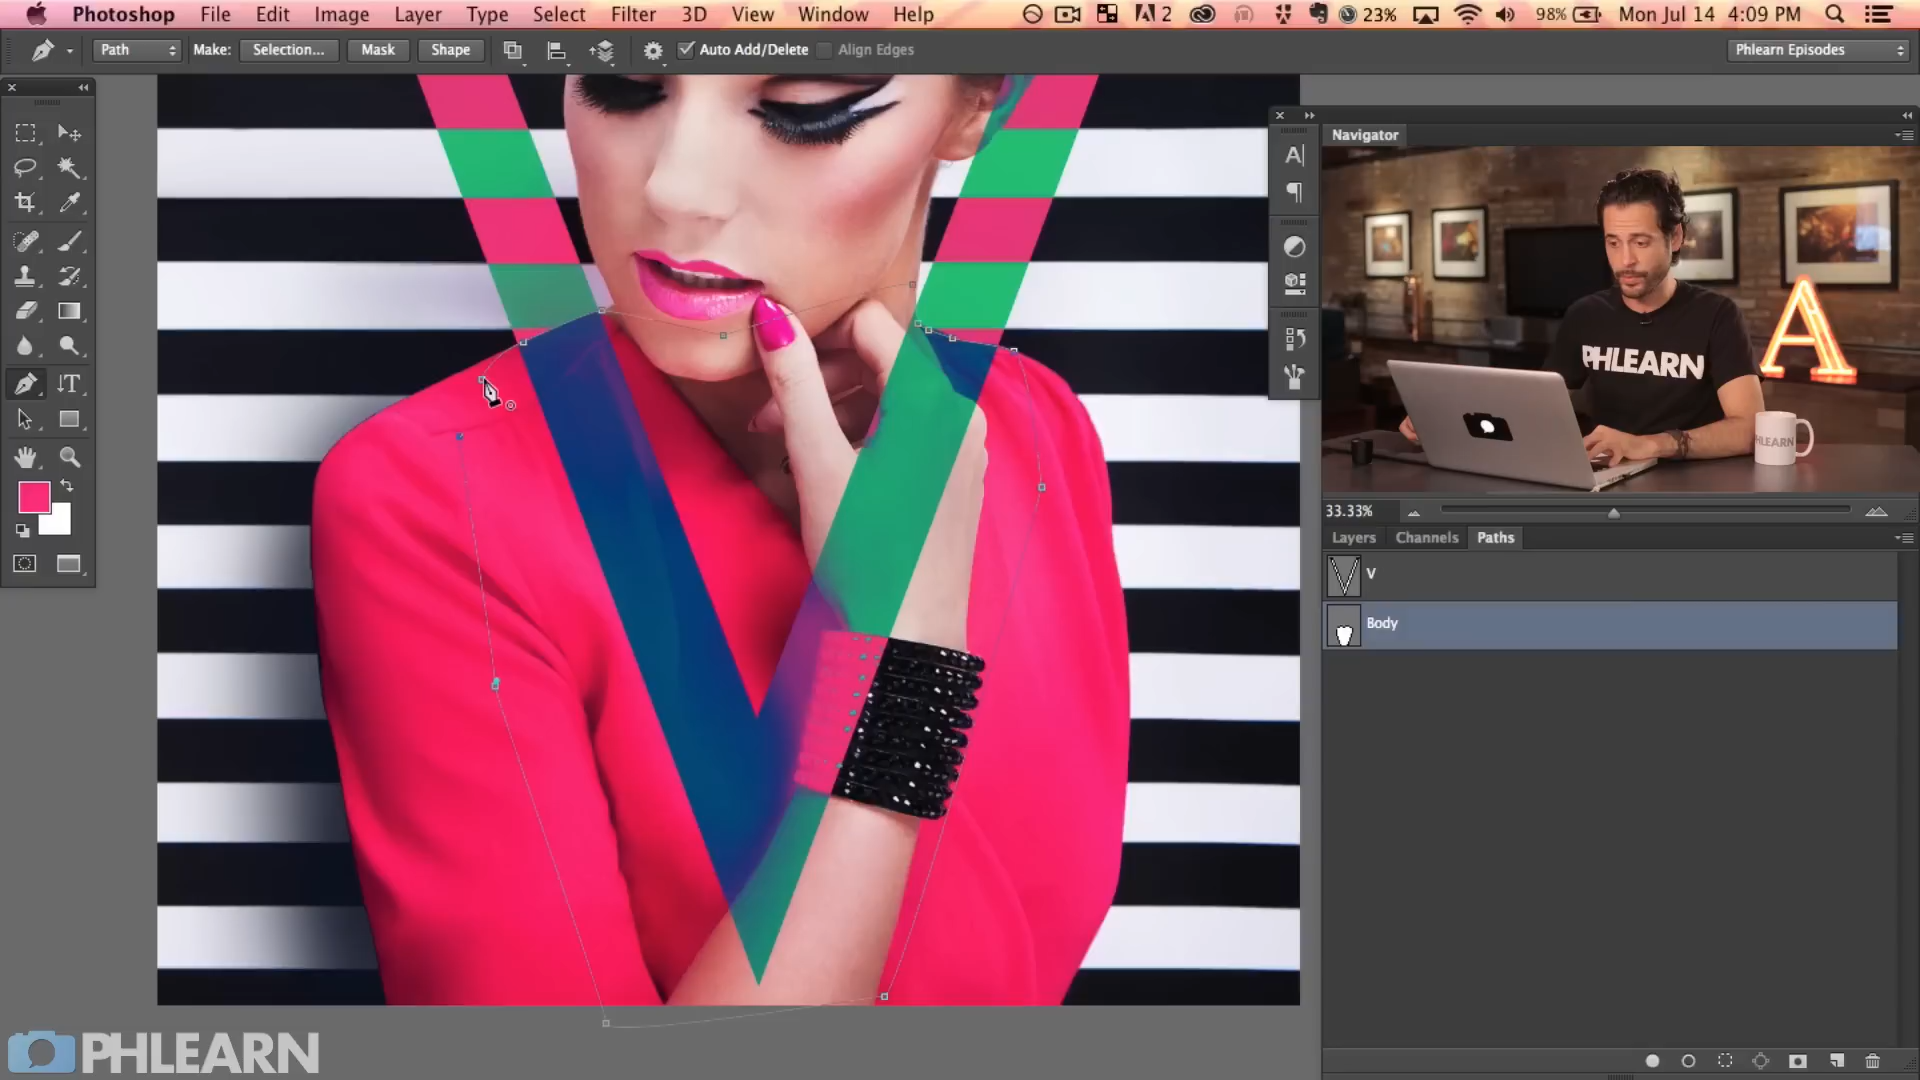 Photoshop File Edit Image Layer Type Select Filter 3D View Window Help 2 23% 98% Mon Jul 14 4:09 PM
Path Make: Selection... Mask Shape Auto Add/Delete Align Edges Phlearn Episodes
Navigator
A
PHLEARN
PHLEARN
33.33%
Layers Channels Paths
V
Body
PHLEARN